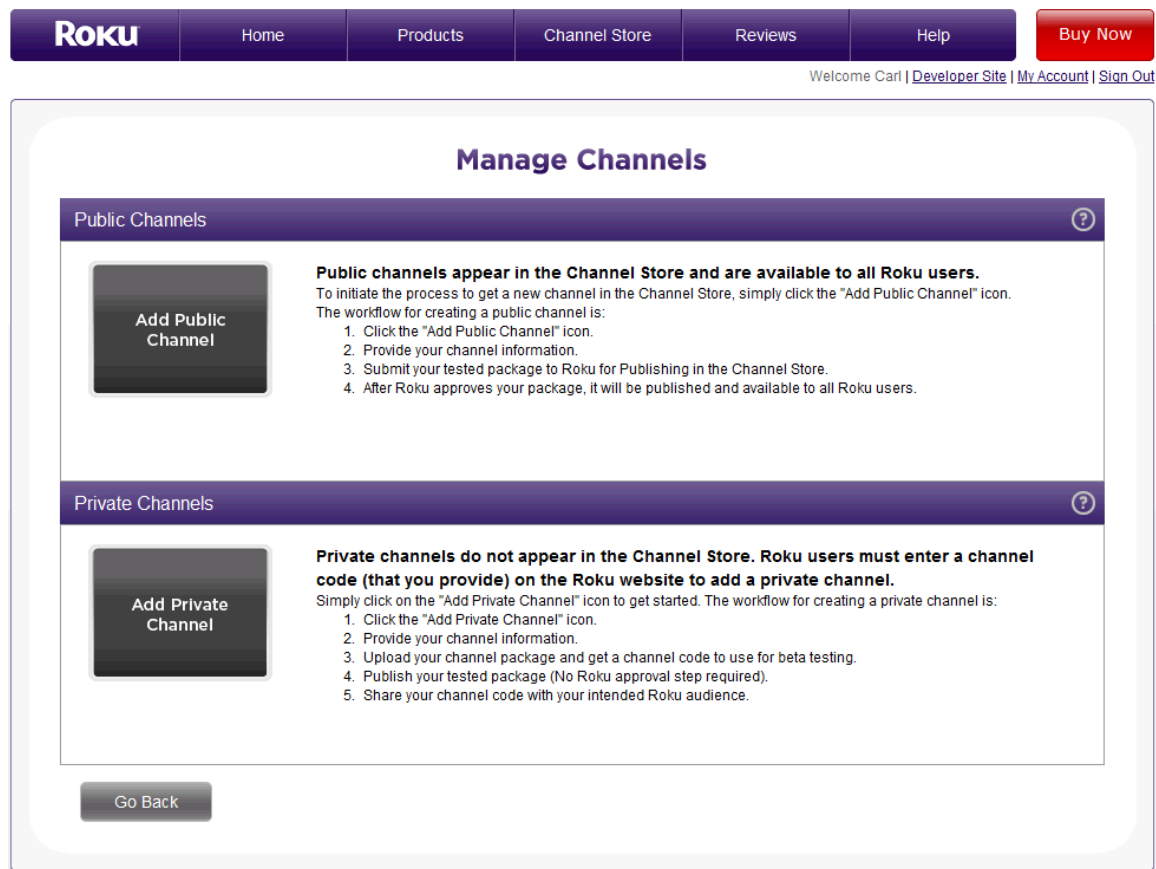 Roku Home Products Channel Store Reviews Help Buy Now
Welcome Carl | Developer Site | My Account | Sign Out
Manage Channels
Public Channels ?
Add Public
Channel
Public channels appear in the Channel Store and are available to all Roku users.
To initiate the process to get a new channel in the Channel Store, simply click the "Add Public Channel" icon.
The workflow for creating a public channel is:
1. Click the "Add Public Channel" icon.
2. Provide your channel information.
3. Submit your tested package to Roku for Publishing in the Channel Store.
4. After Roku approves your package, it will be published and available to all Roku users.
Private Channels ?
Add Private
Channel
Private channels do not appear in the Channel Store. Roku users must enter a channel
code (that you provide) on the Roku website to add a private channel.
Simply click on the "Add Private Channel" icon to get started. The workflow for creating a private channel is:
1. Click the "Add Private Channel" icon.
2. Provide your channel information.
3. Upload your channel package and get a channel code to use for beta testing.
4. Publish your tested package (No Roku approval step required).
5. Share your channel code with your intended Roku audience.
Go Back